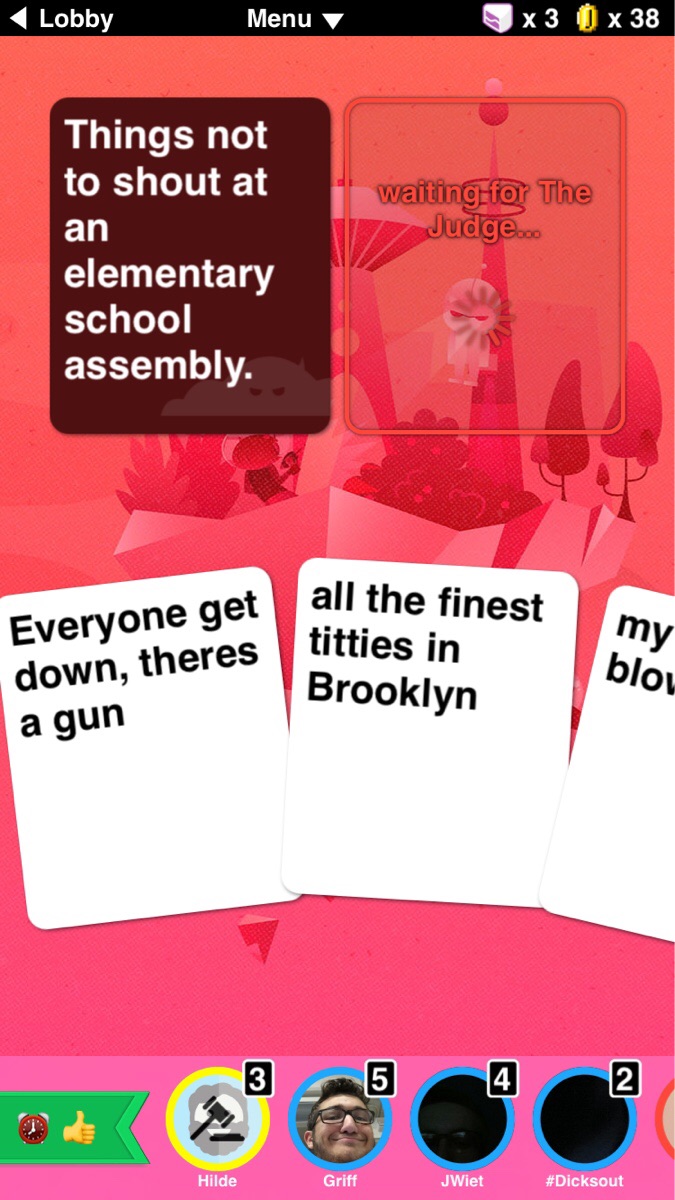 Lobby
Menu
x 3
x 38
Things not
to shout at
an
elementary
school
assembly.
waiting for The
Judge...
Everyone get
down, theres
a gun
all the finest
titties in
Brooklyn
my
3
5
4
2
Hilde
Griff
JWiet
#Dicksout